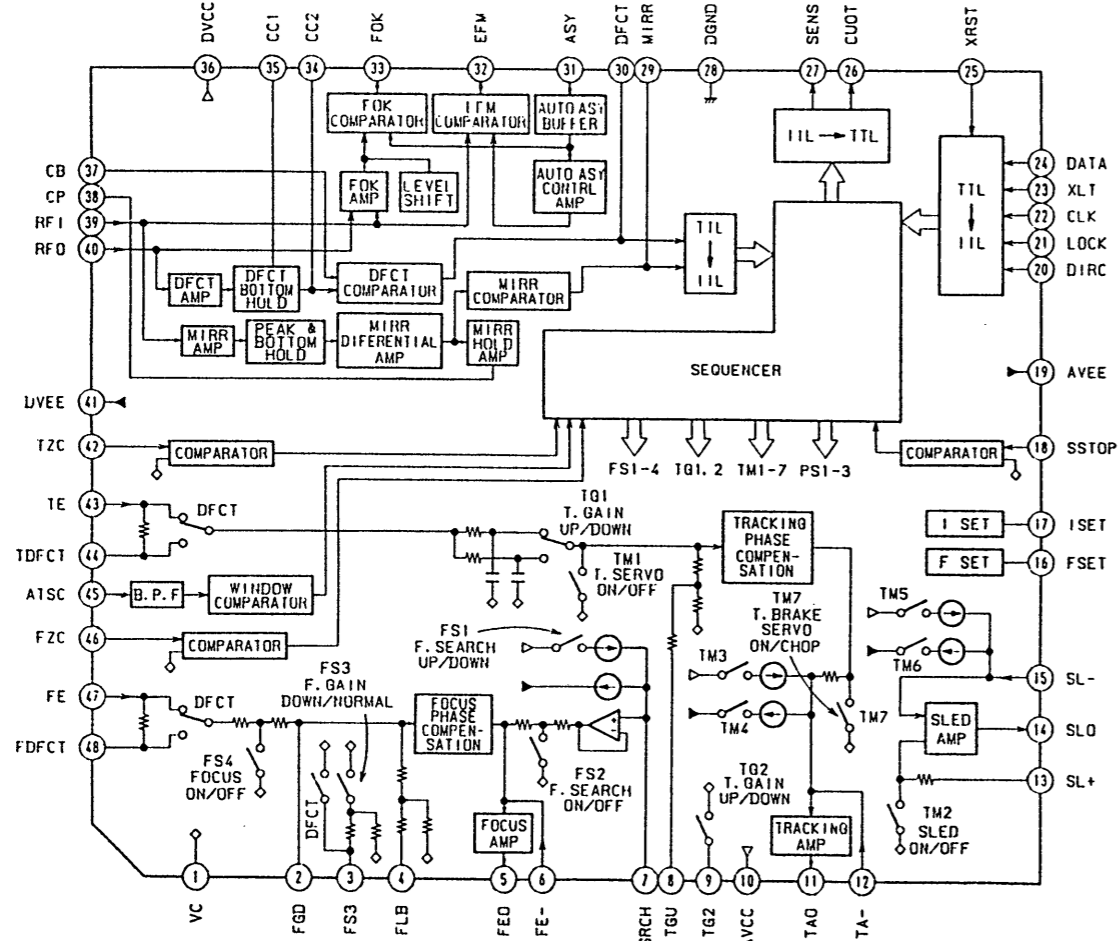 DVCC
CC1
CC2
FOK
EFM
ASY
DFCT
MIRR
DGND
SENS
CUOT
XRST
36
35
34
33
32
31
30
29
28
27
26
25
FOK
COMPARATOR
EFM
COMPARATOR
AUTO ASY
BUFFER
IIL → TTL
CB
37
CP
38
RFI
39
RFO
40
FOK
AMP
LEVEL
SHIFT
AUTO ASY
CONTRL
AMP
TTL
↓
IIL
24
DATA
23
XLT
22
CLK
21
LOCK
20
DIRC
TTL
↓
IIL
DFCT
AMP
DFCT
BOTTOM
HOLD
DFCT
COMPARATOR
MIRR
COMPARATOR
MIRR
AMP
PEAK &
BOTTOM
HOLD
MIRR
DIFERENTIAL
AMP
MIRR
HOLD
AMP
SEQUENCER
DVEE
41
19
AVEE
TZC
42
COMPARATOR
FS1-4
TG1.2
TM1-7
PS1-3
COMPARATOR
18
SSTOP
TE
43
DFCT
TG1
T. GAIN
UP/DOWN
TRACKING
PHASE
COMPEN-
SATION
I SET
17
ISET
TDFCT
44
TM1
T. SERVO
ON/OFF
F SET
16
FSET
ATSC
45
B.P.F
WINDOW
COMPARATOR
TM7
T. BRAKE
SERVO
ON/CHOP
TM5
FZC
46
COMPARATOR
FS1
F. SEARCH
UP/DOWN
TM3
TM6
FE
47
DFCT
FS3
F. GAIN
DOWN/NORMAL
TM4
TM7
15
SL-
FOCUS
PHASE
COMPEN-
SATION
SLED
AMP
14
SLO
FDFCT
48
FS4
FOCUS
ON/OFF
DFCT
FS2
F. SEARCH
ON/OFF
TG2
T. GAIN
UP/DOWN
13
SL+
TM2
SLED
ON/OFF
FOCUS
AMP
TRACKING
AMP
1
2
3
4
5
6
7
8
9
10
11
12
VC
FGD
FS3
FLB
FEO
FE-
SRCH
TGU
TG2
AVCC
TAO
TA-